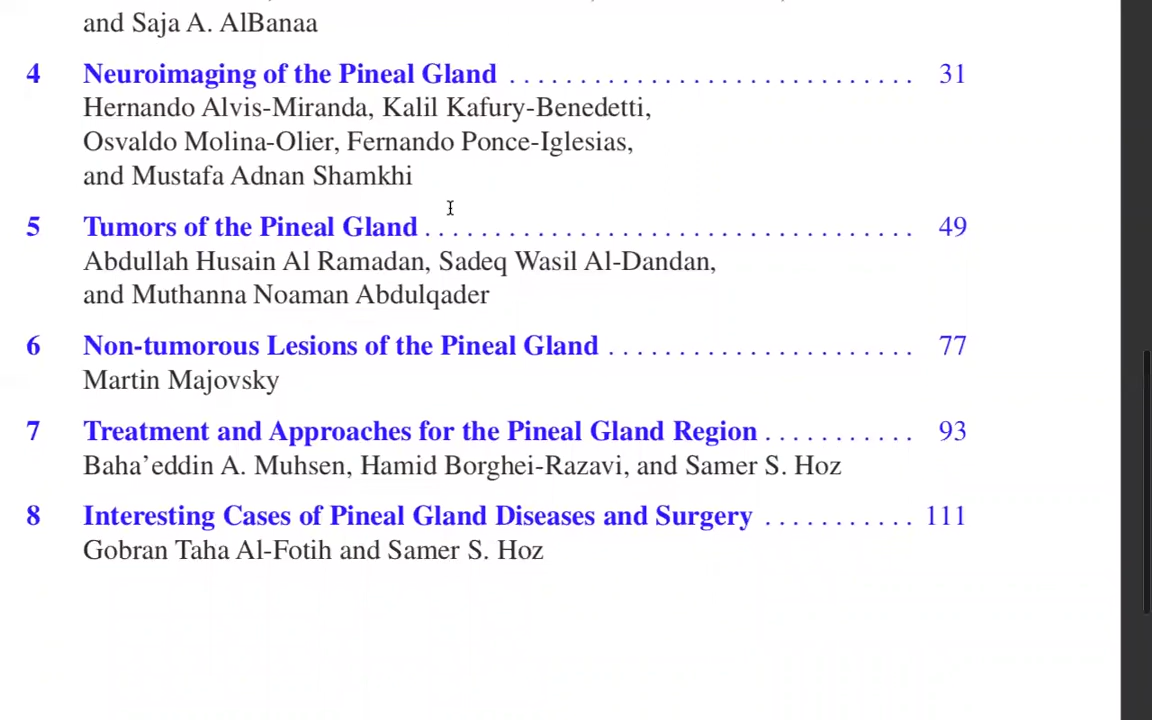 and Saja A. AlBanaa
4 Neuroimaging of the Pineal Gland . . . . . . . . . . . . . . . . . . . . . . . . . . . . . 31
Hernando Alvis-Miranda, Kalil Kafury-Benedetti,
Osvaldo Molina-Olier, Fernando Ponce-Iglesias,
and Mustafa Adnan Shamkhi
5 Tumors of the Pineal Gland . . . . . . . . . . . . . . . . . . . . . . . . . . . . . . . . . . . 49
Abdullah Husain Al Ramadan, Sadeq Wasil Al-Dandan,
and Muthanna Noaman Abdulqader
6 Non-tumorous Lesions of the Pineal Gland . . . . . . . . . . . . . . . . . . . . . . 77
Martin Majovsky
7 Treatment and Approaches for the Pineal Gland Region . . . . . . . . . . . 93
Baha’eddin A. Muhsen, Hamid Borghei-Razavi, and Samer S. Hoz
8 Interesting Cases of Pineal Gland Diseases and Surgery . . . . . . . . . . . 111
Gobran Taha Al-Fotih and Samer S. Hoz